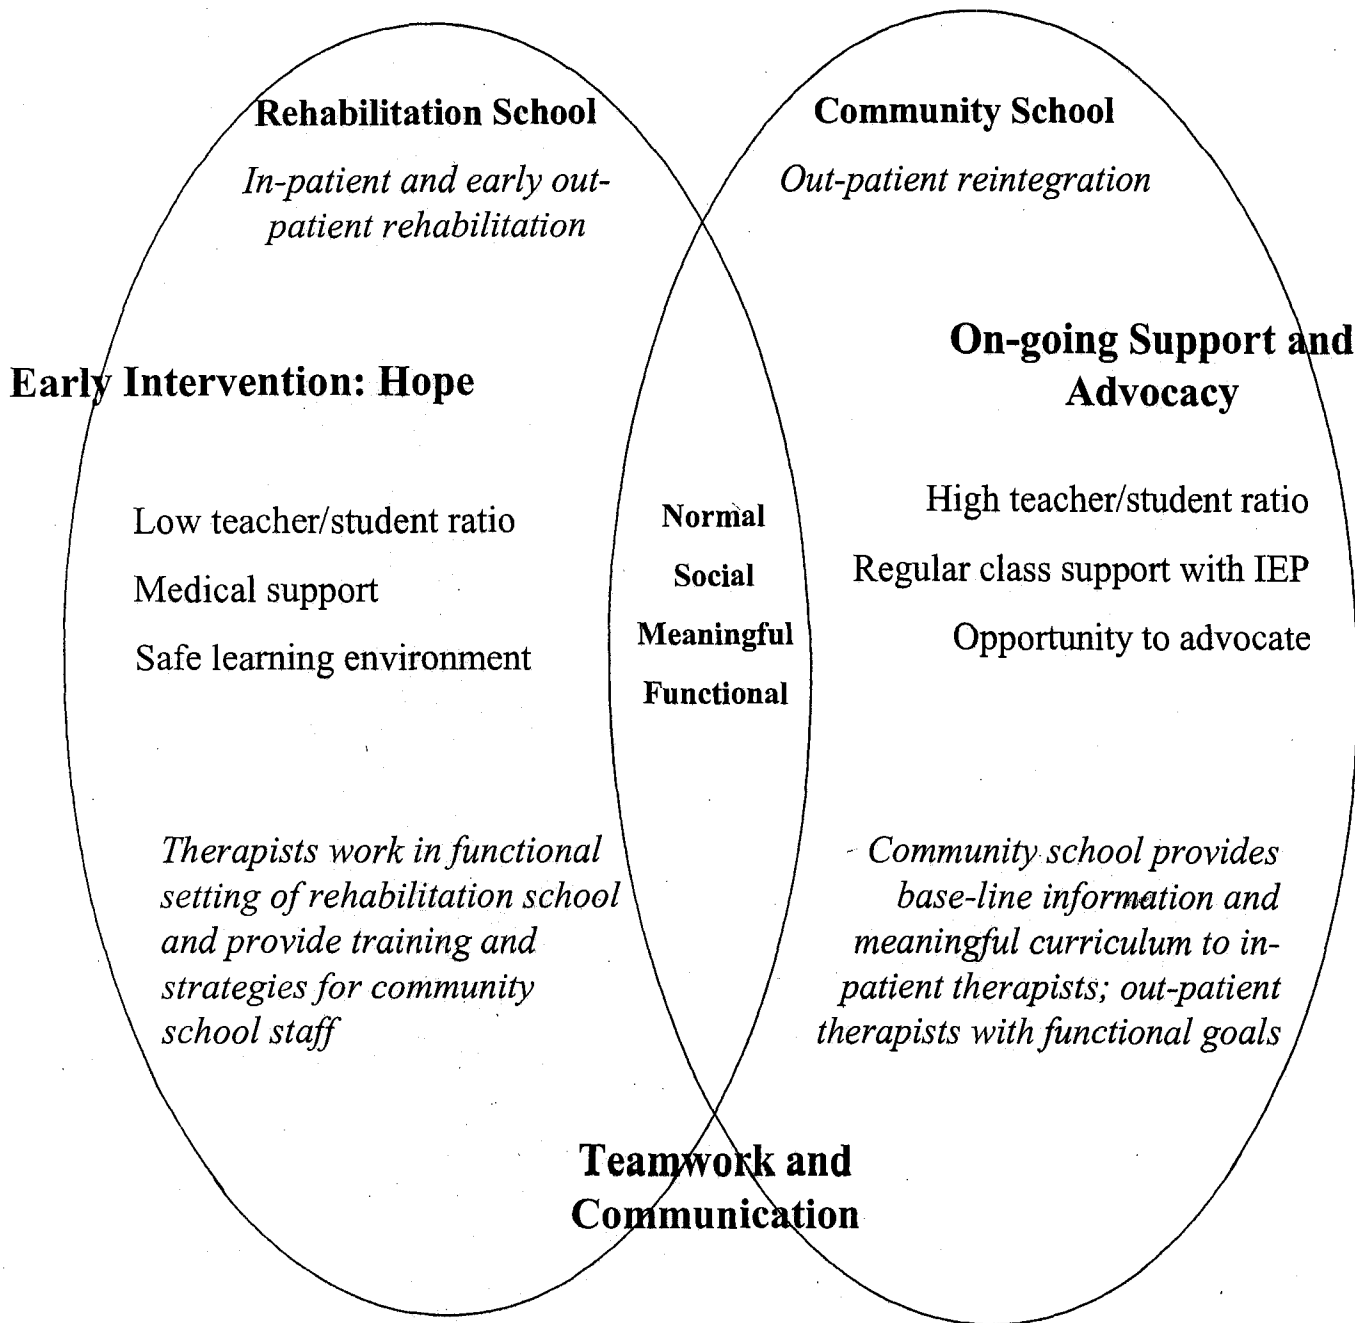 Rehabilitation School
In-patient and early out-
patient rehabilitation
Community School
Out-patient reintegration
Early Intervention: Hope
On-going Support and
Advocacy
Low teacher/student ratio
Medical support
Safe learning environment
Normal
Social
Meaningful
Functional
High teacher/student ratio
Regular class support with IEP
Opportunity to advocate
Therapists work in functional
setting of rehabilitation school
and provide training and
strategies for community
school staff
Community school provides
base-line information and
meaningful curriculum to in-
patient therapists; out-patient
therapists with functional goals
Teamwork and
Communication